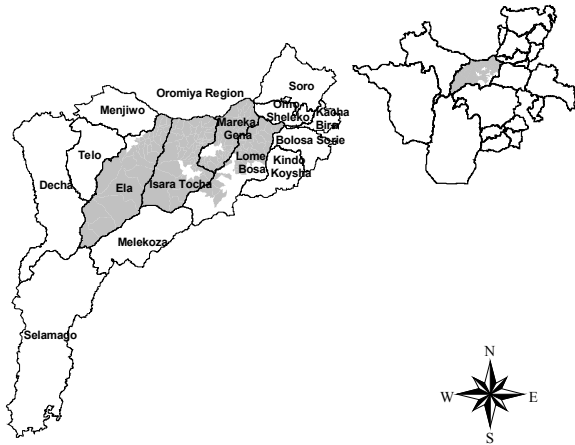 Soro
Oromiya Region
Omo
Sheleko
Menjiwo
Kacha
Bira
Mareka
Gena
Bolosa Sorie
Telo
Lome
Bosa
Kindo
Koysha
Decha
Ela
Isara Tocha
Melekoza
Selamago
N
W
E
S